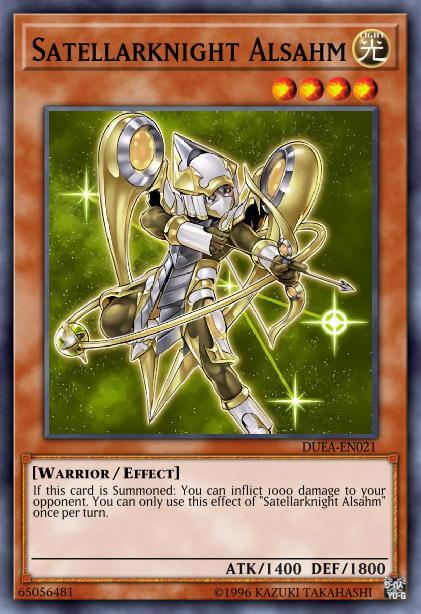 Satellarknight Alsahm
LIGHT
光
DUEA-EN021
[Warrior / Effect]
If this card is Summoned: You can inflict 1000 damage to your
opponent. You can only use this effect of "Satellarknight Alsahm"
once per turn.
ATK/1400 DEF/1800
65056481
©1996 KAZUKI TAKAHASHI